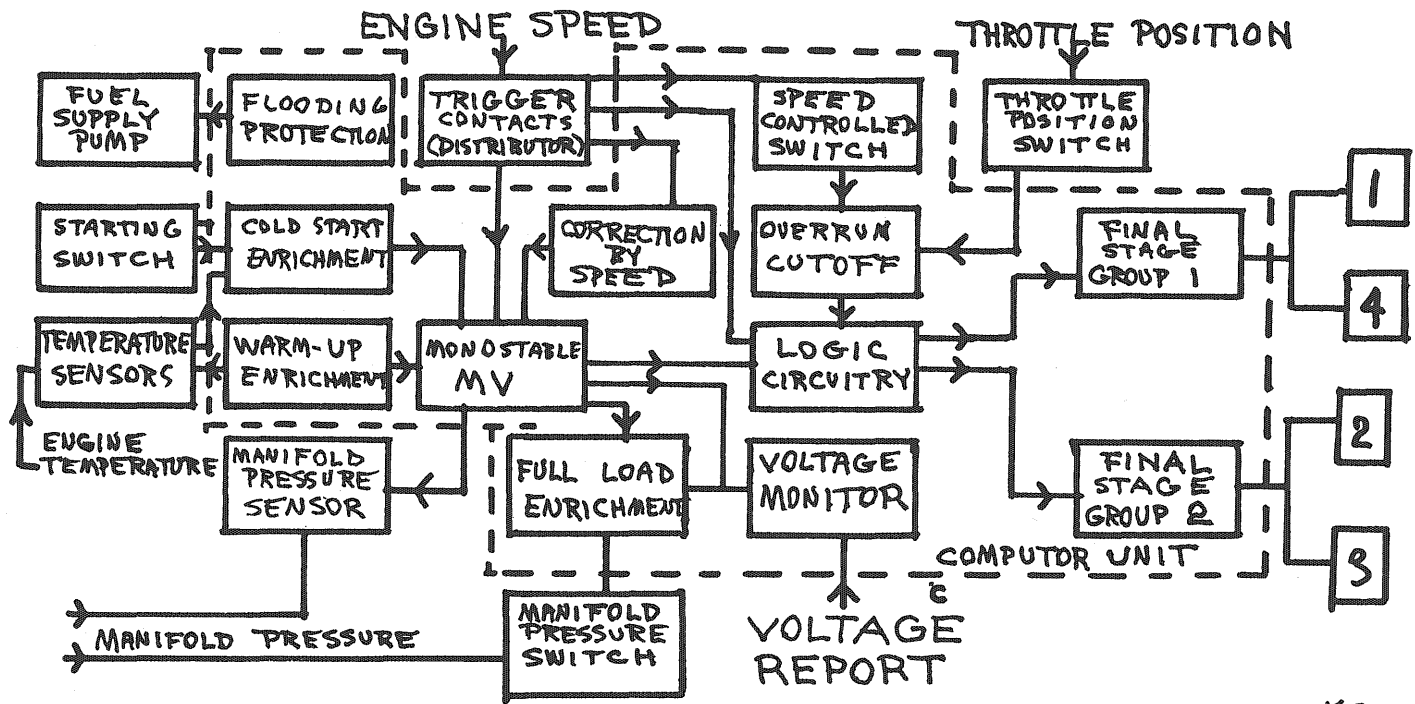 ENGINE SPEED
THROTTLE POSITION
FUEL
SUPPLY
PUMP
FLOODING
PROTECTION
TRIGGER
CONTACTS
(DISTRIBUTOR)
SPEED
CONTROLLED
SWITCH
THROTTLE
POSITION
SWITCH
STARTING
SWITCH
COLD START
ENRICHMENT
CORRECTION
BY
SPEED
OVERRUN
CUTOFF
FINAL
STAGE
GROUP 1
1
4
TEMPERATURE
SENSORS
WARM-UP
ENRICHMENT
MONOSTABLE
MV
LOGIC
CIRCUITRY
ENGINE
TEMPERATURE
MANIFOLD
PRESSURE
SENSOR
FULL LOAD
ENRICHMENT
VOLTAGE
MONITOR
FINAL
STAGE
GROUP 2
2
3
COMPUTOR UNIT
MANIFOLD PRESSURE
MANIFOLD
PRESSURE
SWITCH
c
VOLTAGE
REPORT